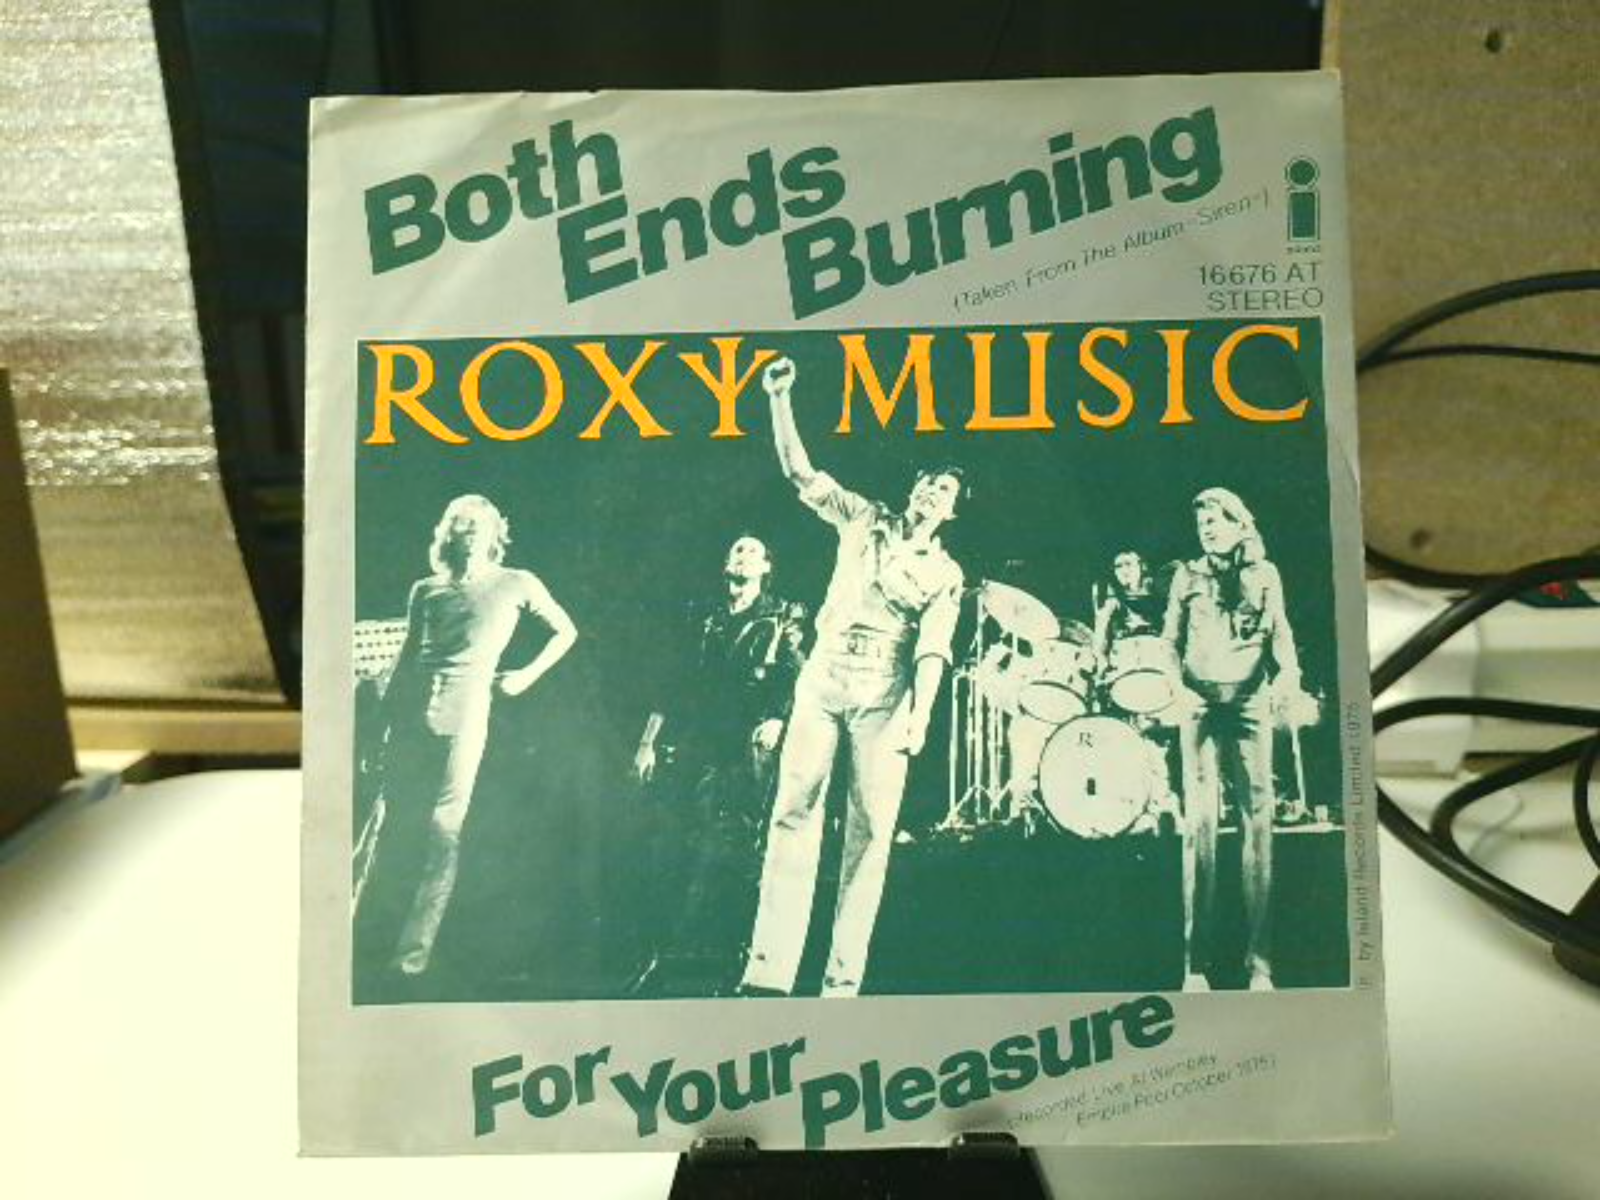 Both
Ends
Burning
(Taken From The Album-Siren-)
island
16676 AT
STEREO
ROXY MUSIC
R
by Island Records Limited 1975
For Your Pleasure
(Recorded Live At Wembley
Empire Pool October 1975)